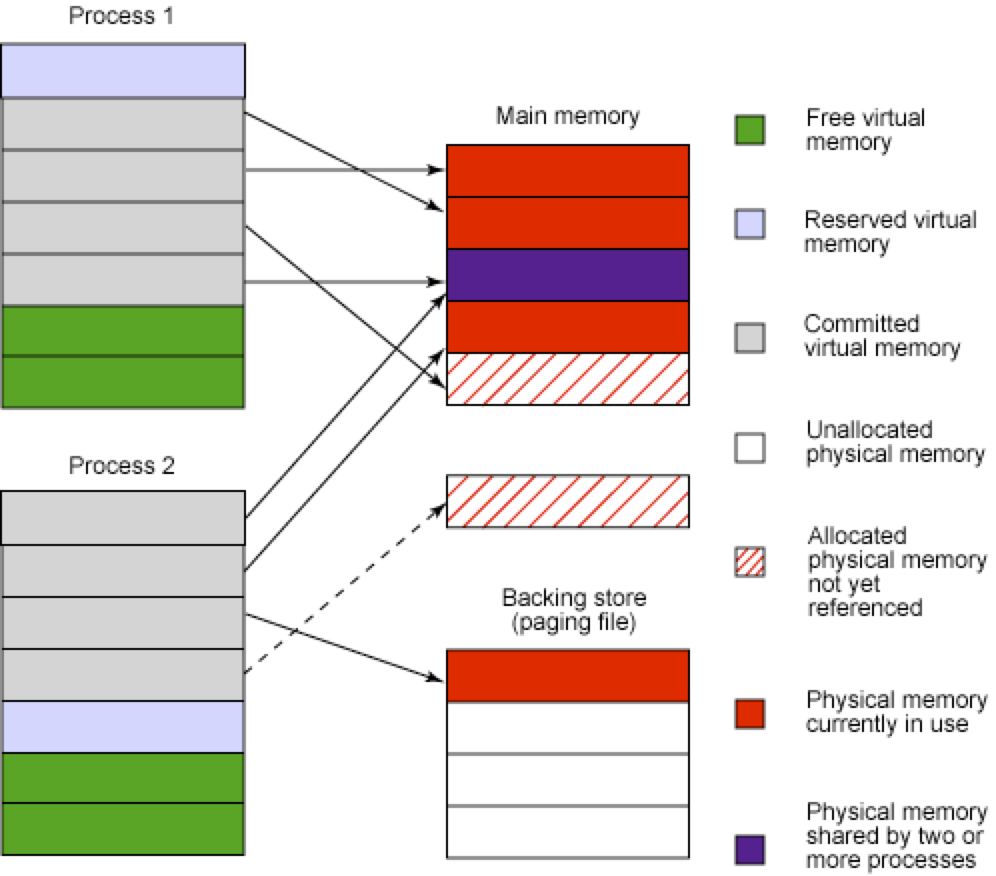 Process 1
Main memory
Process 2
Backing store
(paging file)
Free virtual
memory
Reserved virtual
memory
Committed
virtual memory
Unallocated
physical memory
Allocated
physical memory
not yet
referenced
Physical memory
currently in use
Physical memory
shared by two or
more processes